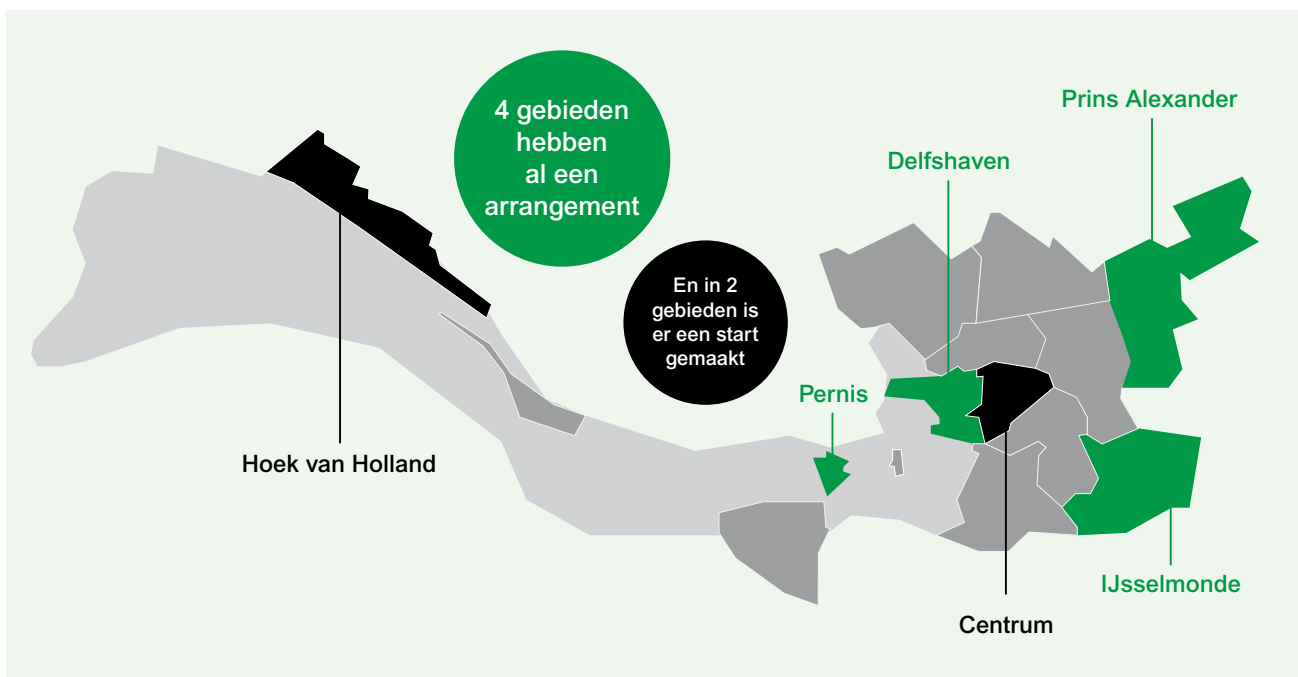 4 gebieden
hebben
al een
arrangement
En in 2
gebieden is
er een start
gemaakt
Prins Alexander
Delfshaven
Pernis
Hoek van Holland
IJsselmonde
Centrum